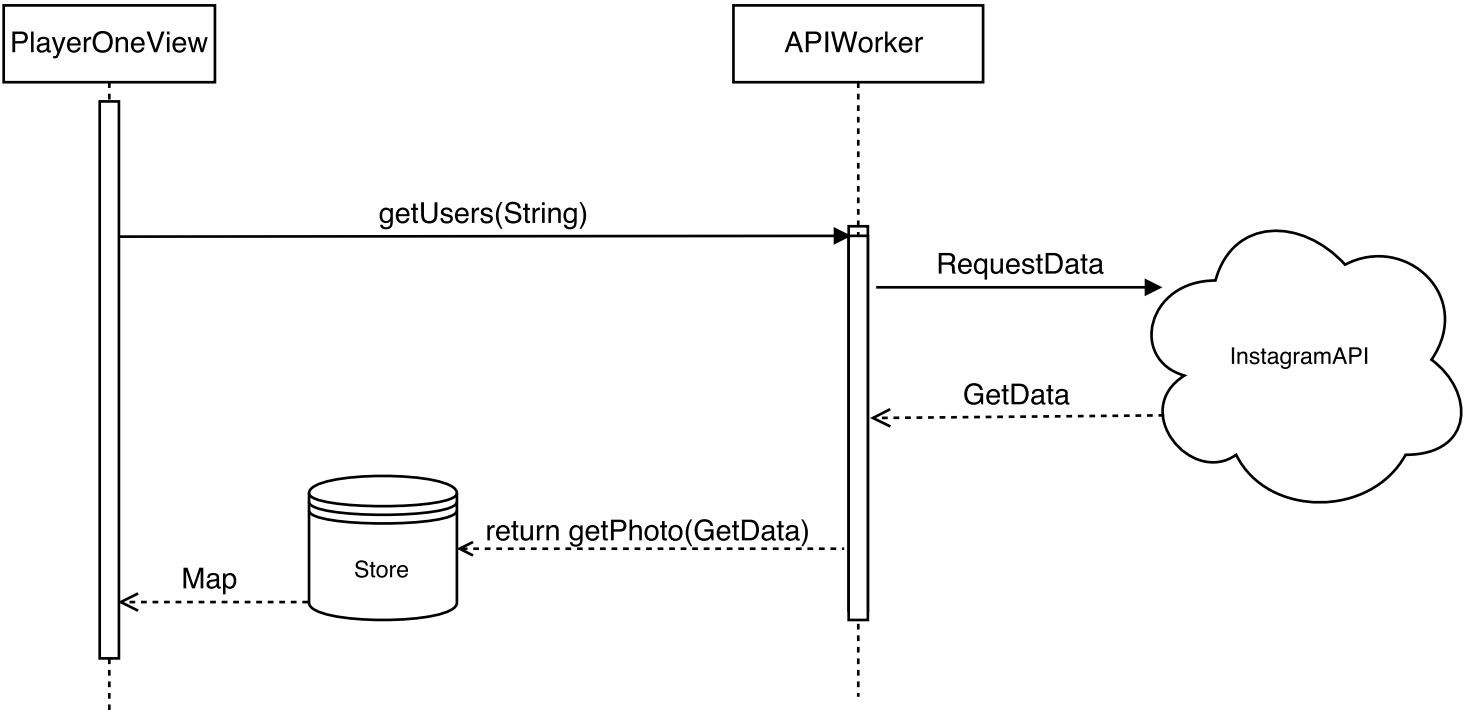 PlayerOneView
APIWorker
getUsers(String)
RequestData
InstagramAPI
GetData
return getPhoto(GetData)
Store
Map